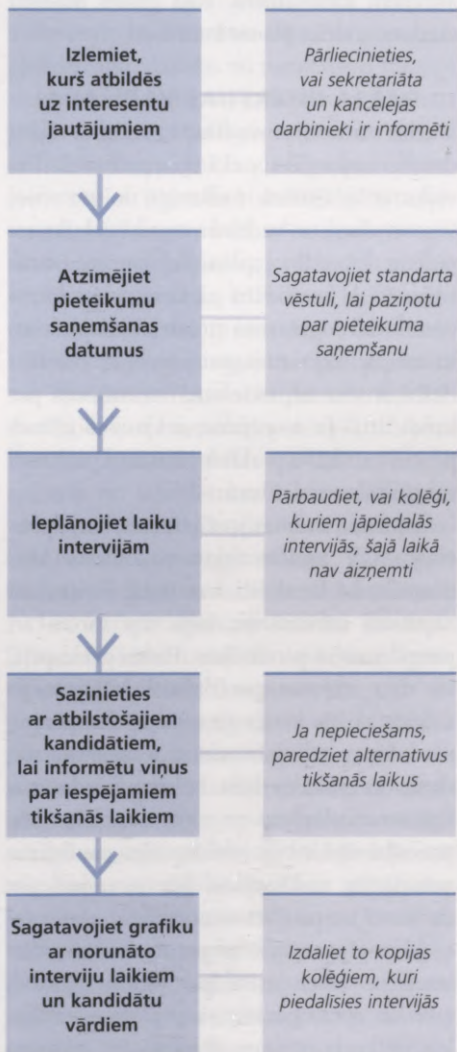 Izlemiet,
kurš atbildēs
uz interesentu
jautājumiem
Pārliecinieties,
vai sekretariāta
un kancelejas
darbinieki ir informēti
Atzīmējiet
pieteikumu
saņemšanas
datumus
Sagatavojiet standarta
vēstuli, lai paziņotu
par pieteikuma
saņemšanu
Ieplānojiet laiku
intervijām
Pārbaudiet, vai kolēģi,
kuriem jāpiedalās
intervijās, šajā laikā
nav aizņemti
Sazinieties
ar atbilstošajiem
kandidātiem,
lai informētu viņus
par iespējamiem
tikšanās laikiem
Ja nepieciešams,
paredziet alternatīvus
tikšanās laikus
Sagatavojiet grafiku
ar norunāto
interviju laikiem
un kandidātu
vārdiem
Izdaliet to kopijas
kolēģiem, kuri
piedalīsies intervijās